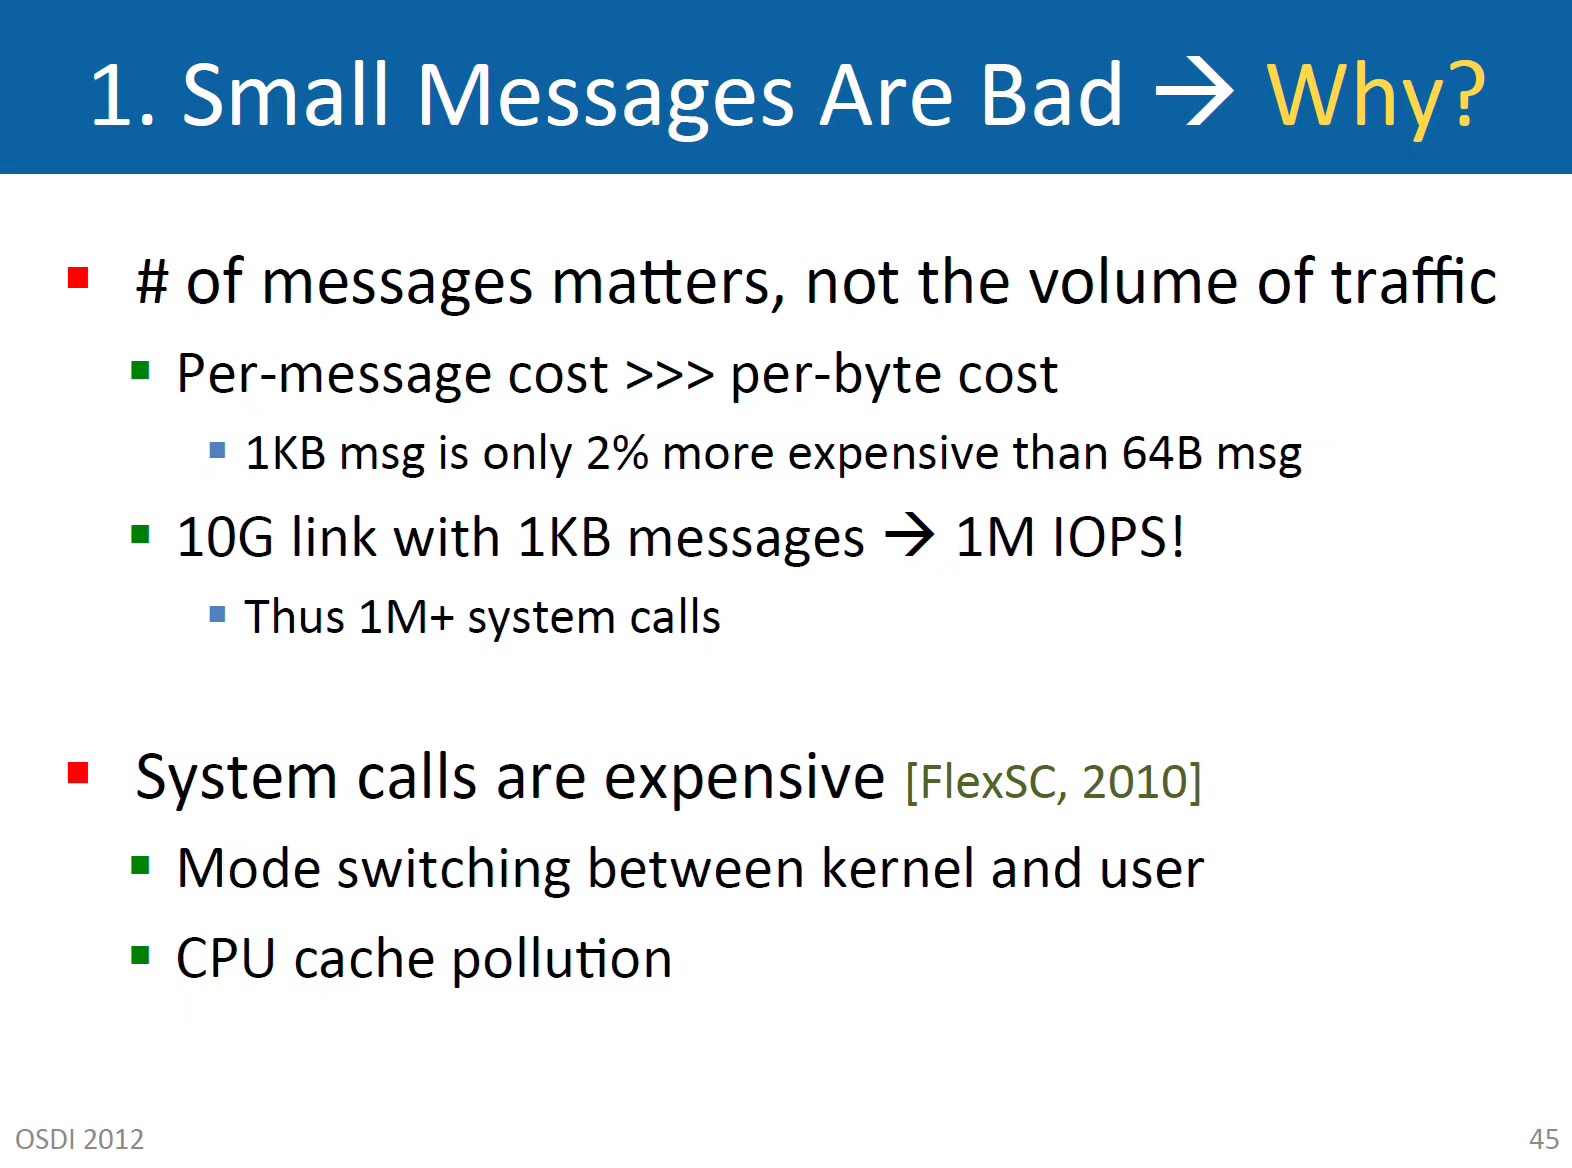 1. Small Messages Are Bad → Why?
# of messages matters, not the volume of traffic
Per-message cost >>> per-byte cost
1KB msg is only 2% more expensive than 64B msg
10G link with 1KB messages → 1M IOPS!
Thus 1M+ system calls
System calls are expensive [FlexSC, 2010]
Mode switching between kernel and user
CPU cache pollution
OSDI 2012
45